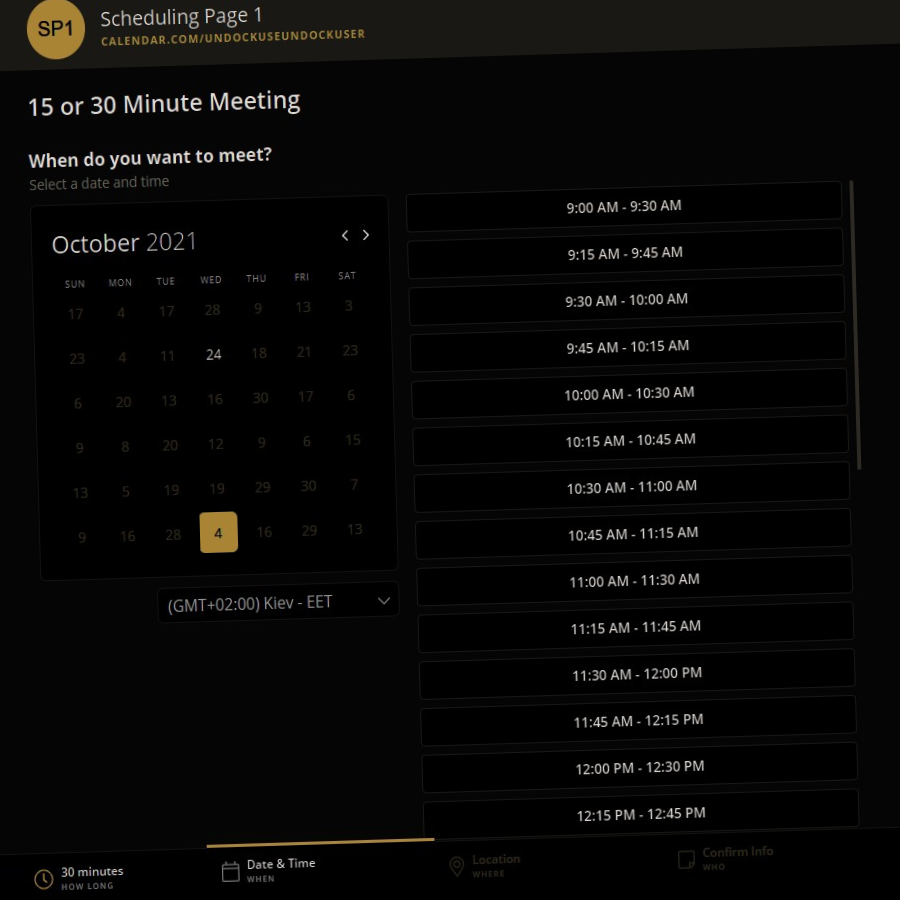 SP1
Scheduling Page 1
CALENDAR.COM/UNDOCKUSEUNDOCKUSER
15 or 30 Minute Meeting
When do you want to meet?
Select a date and time
October 2021
SUN MON TUE WED THU FRI SAT
17 4 17 28 9 13 3
23 4 11 24 18 21 23
6 20 13 16 30 17 6
9 8 20 12 9 6 15
13 5 19 19 29 30 7
9 16 28 4 16 29 13
(GMT+02:00) Kiev - EET
9:00 AM - 9:30 AM
9:15 AM - 9:45 AM
9:30 AM - 10:00 AM
9:45 AM - 10:15 AM
10:00 AM - 10:30 AM
10:15 AM - 10:45 AM
10:30 AM - 11:00 AM
10:45 AM - 11:15 AM
11:00 AM - 11:30 AM
11:15 AM - 11:45 AM
11:30 AM - 12:00 PM
11:45 AM - 12:15 PM
12:00 PM - 12:30 PM
12:15 PM - 12:45 PM
30 minutes
HOW LONG
Date & Time
WHEN
Location
WHERE
Confirm Info
WHO